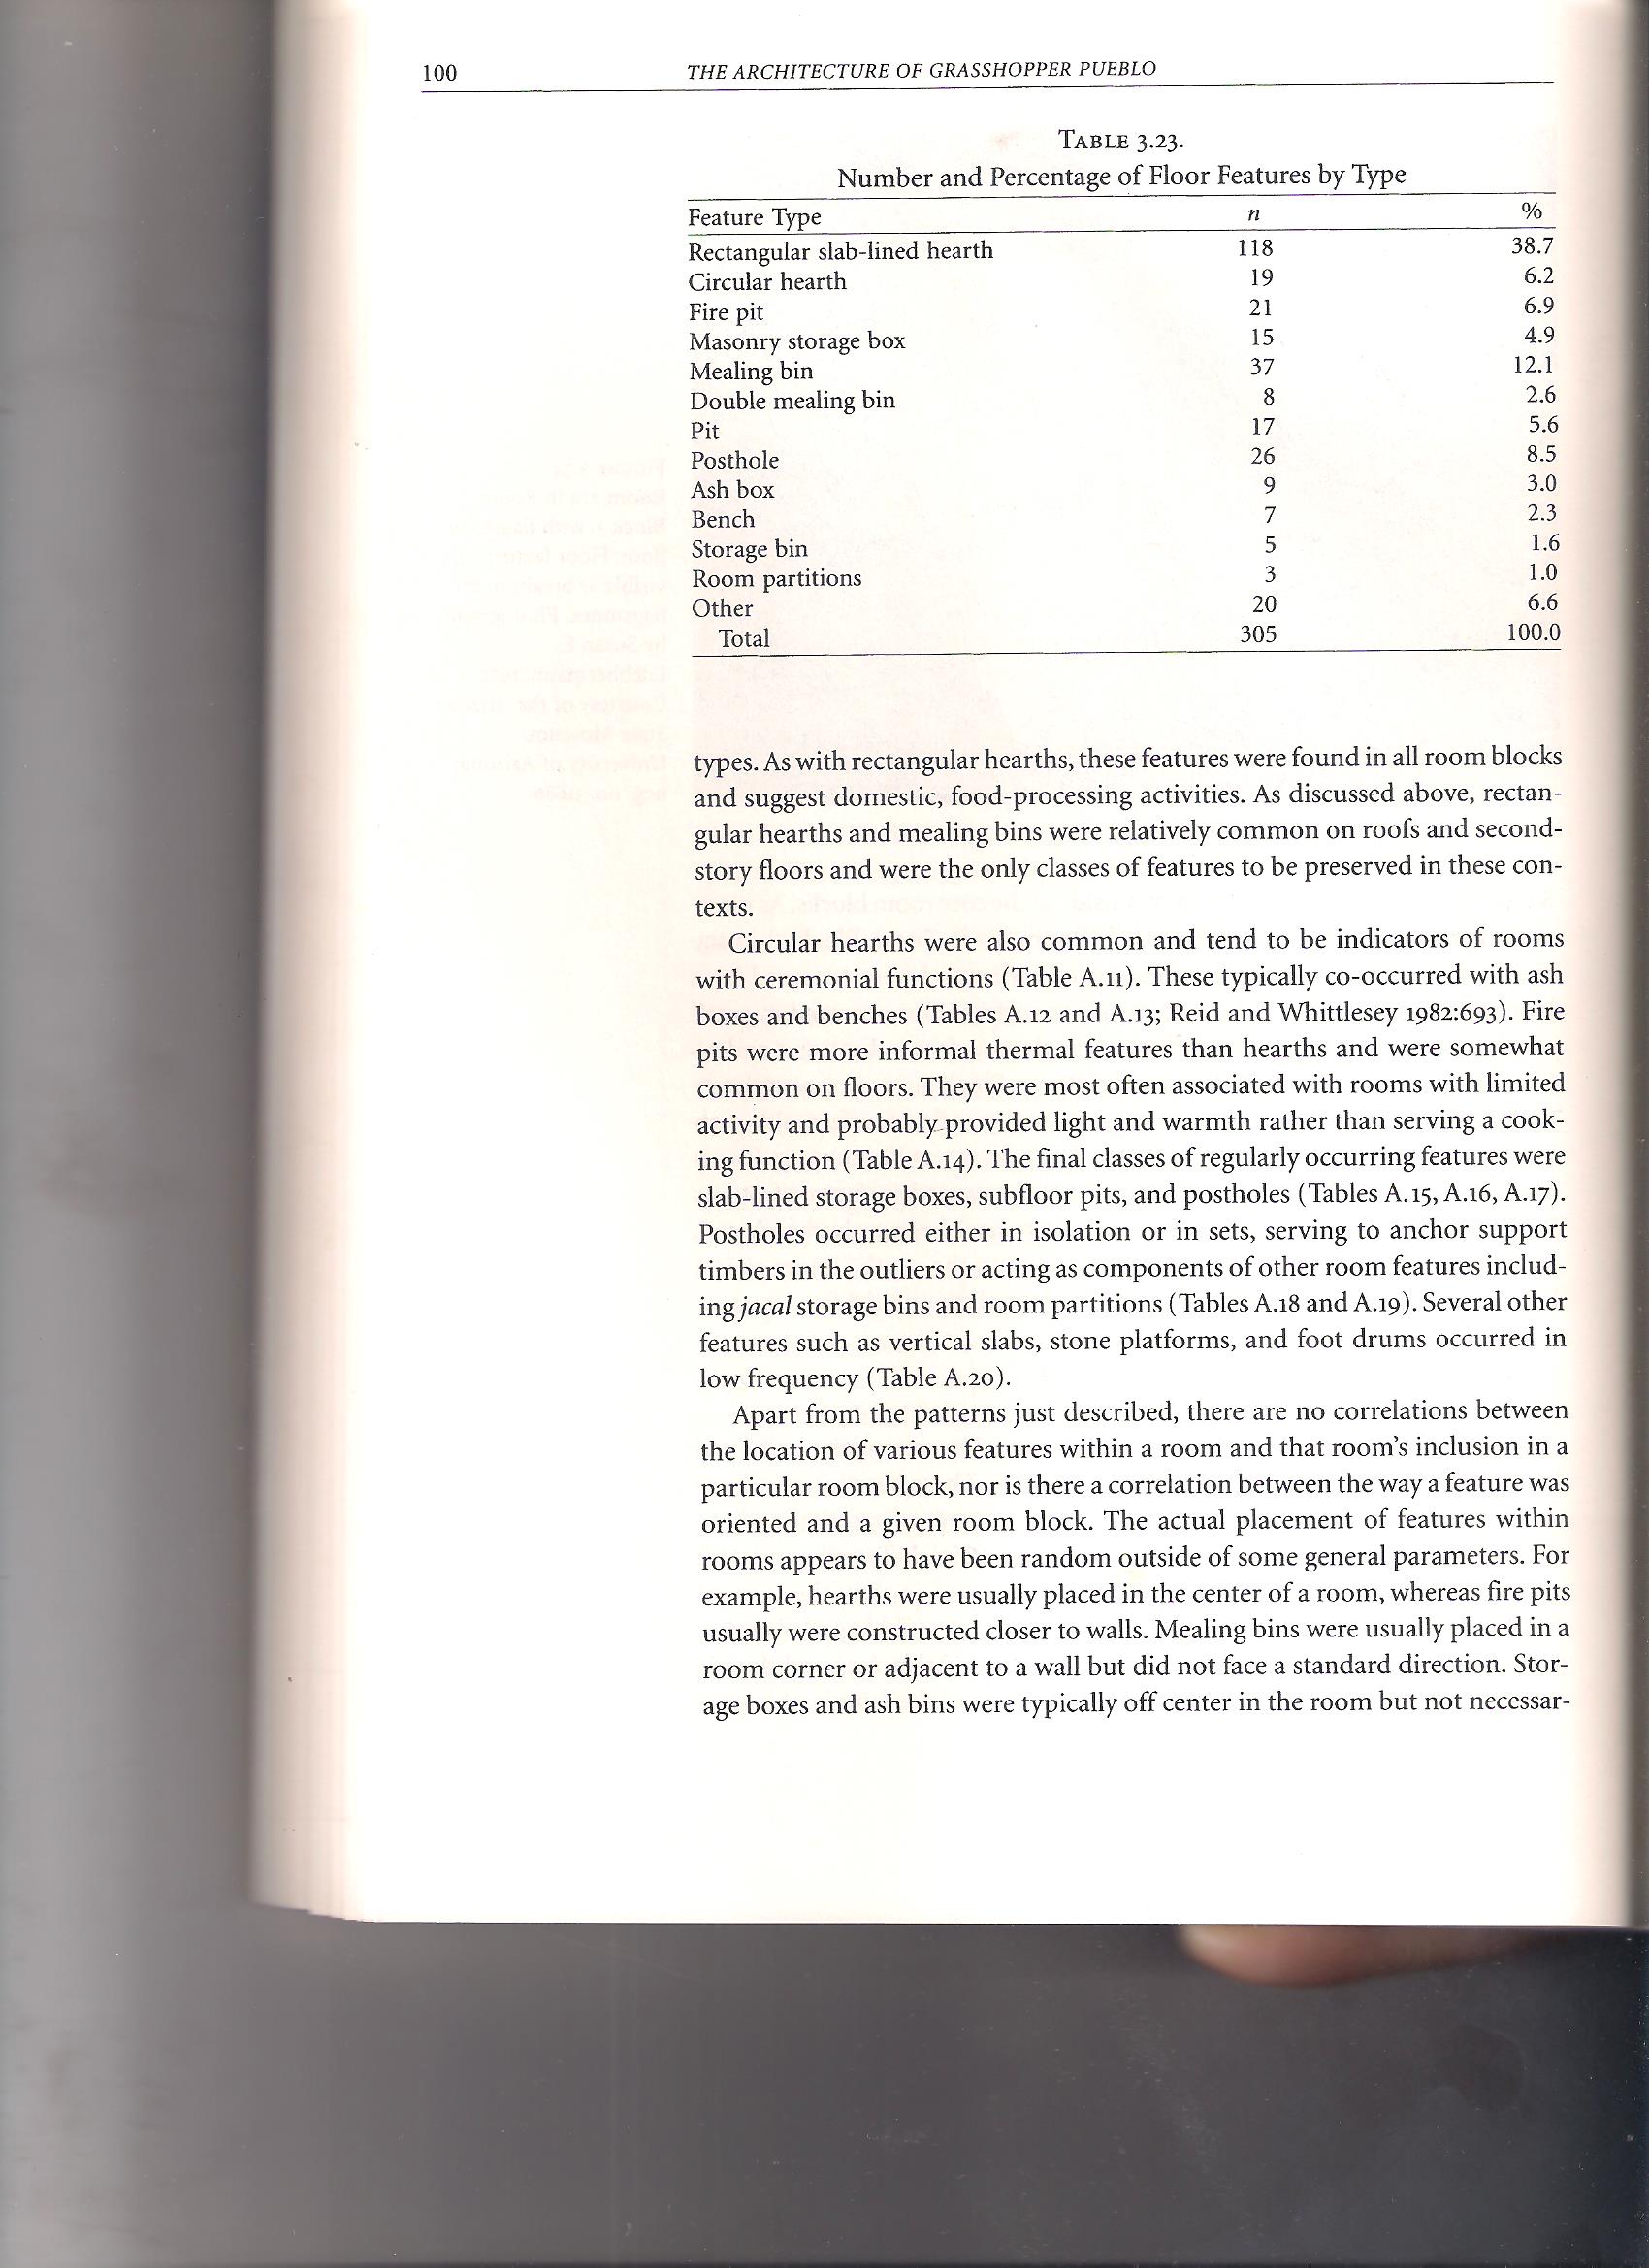 100 THE ARCHITECTURE OF GRASSHOPPER PUEBLO
TABLE 3.23.
Number and Percentage of Floor Features by Type
Feature Type n %
Rectangular slab-lined hearth 118 38.7
Circular hearth 19 6.2
Fire pit 21 6.9
Masonry storage box 15 4.9
Mealing bin 37 12.1
Double mealing bin 8 2.6
Pit 17 5.6
Posthole 26 8.5
Ash box 9 3.0
Bench 7 2.3
Storage bin 5 1.6
Room partitions 3 1.0
Other 20 6.6
Total 305 100.0
types. As with rectangular hearths, these features were found in all room blocks
and suggest domestic, food-processing activities. As discussed above, rectan-
gular hearths and mealing bins were relatively common on roofs and second-
story floors and were the only classes of features to be preserved in these con-
texts.
Circular hearths were also common and tend to be indicators of rooms
with ceremonial functions (Table A.11). These typically co-occurred with ash
boxes and benches (Tables A.12 and A.13; Reid and Whittlesey 1982:693). Fire
pits were more informal thermal features than hearths and were somewhat
common on floors. They were most often associated with rooms with limited
activity and probably provided light and warmth rather than serving a cook-
ing function (Table A.14). The final classes of regularly occurring features were
slab-lined storage boxes, subfloor pits, and postholes (Tables A.15, A.16, A.17).
Postholes occurred either in isolation or in sets, serving to anchor support
timbers in the outliers or acting as components of other room features includ-
ing jacal storage bins and room partitions (Tables A.18 and A.19). Several other
features such as vertical slabs, stone platforms, and foot drums occurred in
low frequency (Table A.20).
Apart from the patterns just described, there are no correlations between
the location of various features within a room and that room's inclusion in a
particular room block, nor is there a correlation between the way a feature was
oriented and a given room block. The actual placement of features within
rooms appears to have been random outside of some general parameters. For
example, hearths were usually placed in the center of a room, whereas fire pits
usually were constructed closer to walls. Mealing bins were usually placed in a
room corner or adjacent to a wall but did not face a standard direction. Stor-
age boxes and ash bins were typically off center in the room but not necessar-